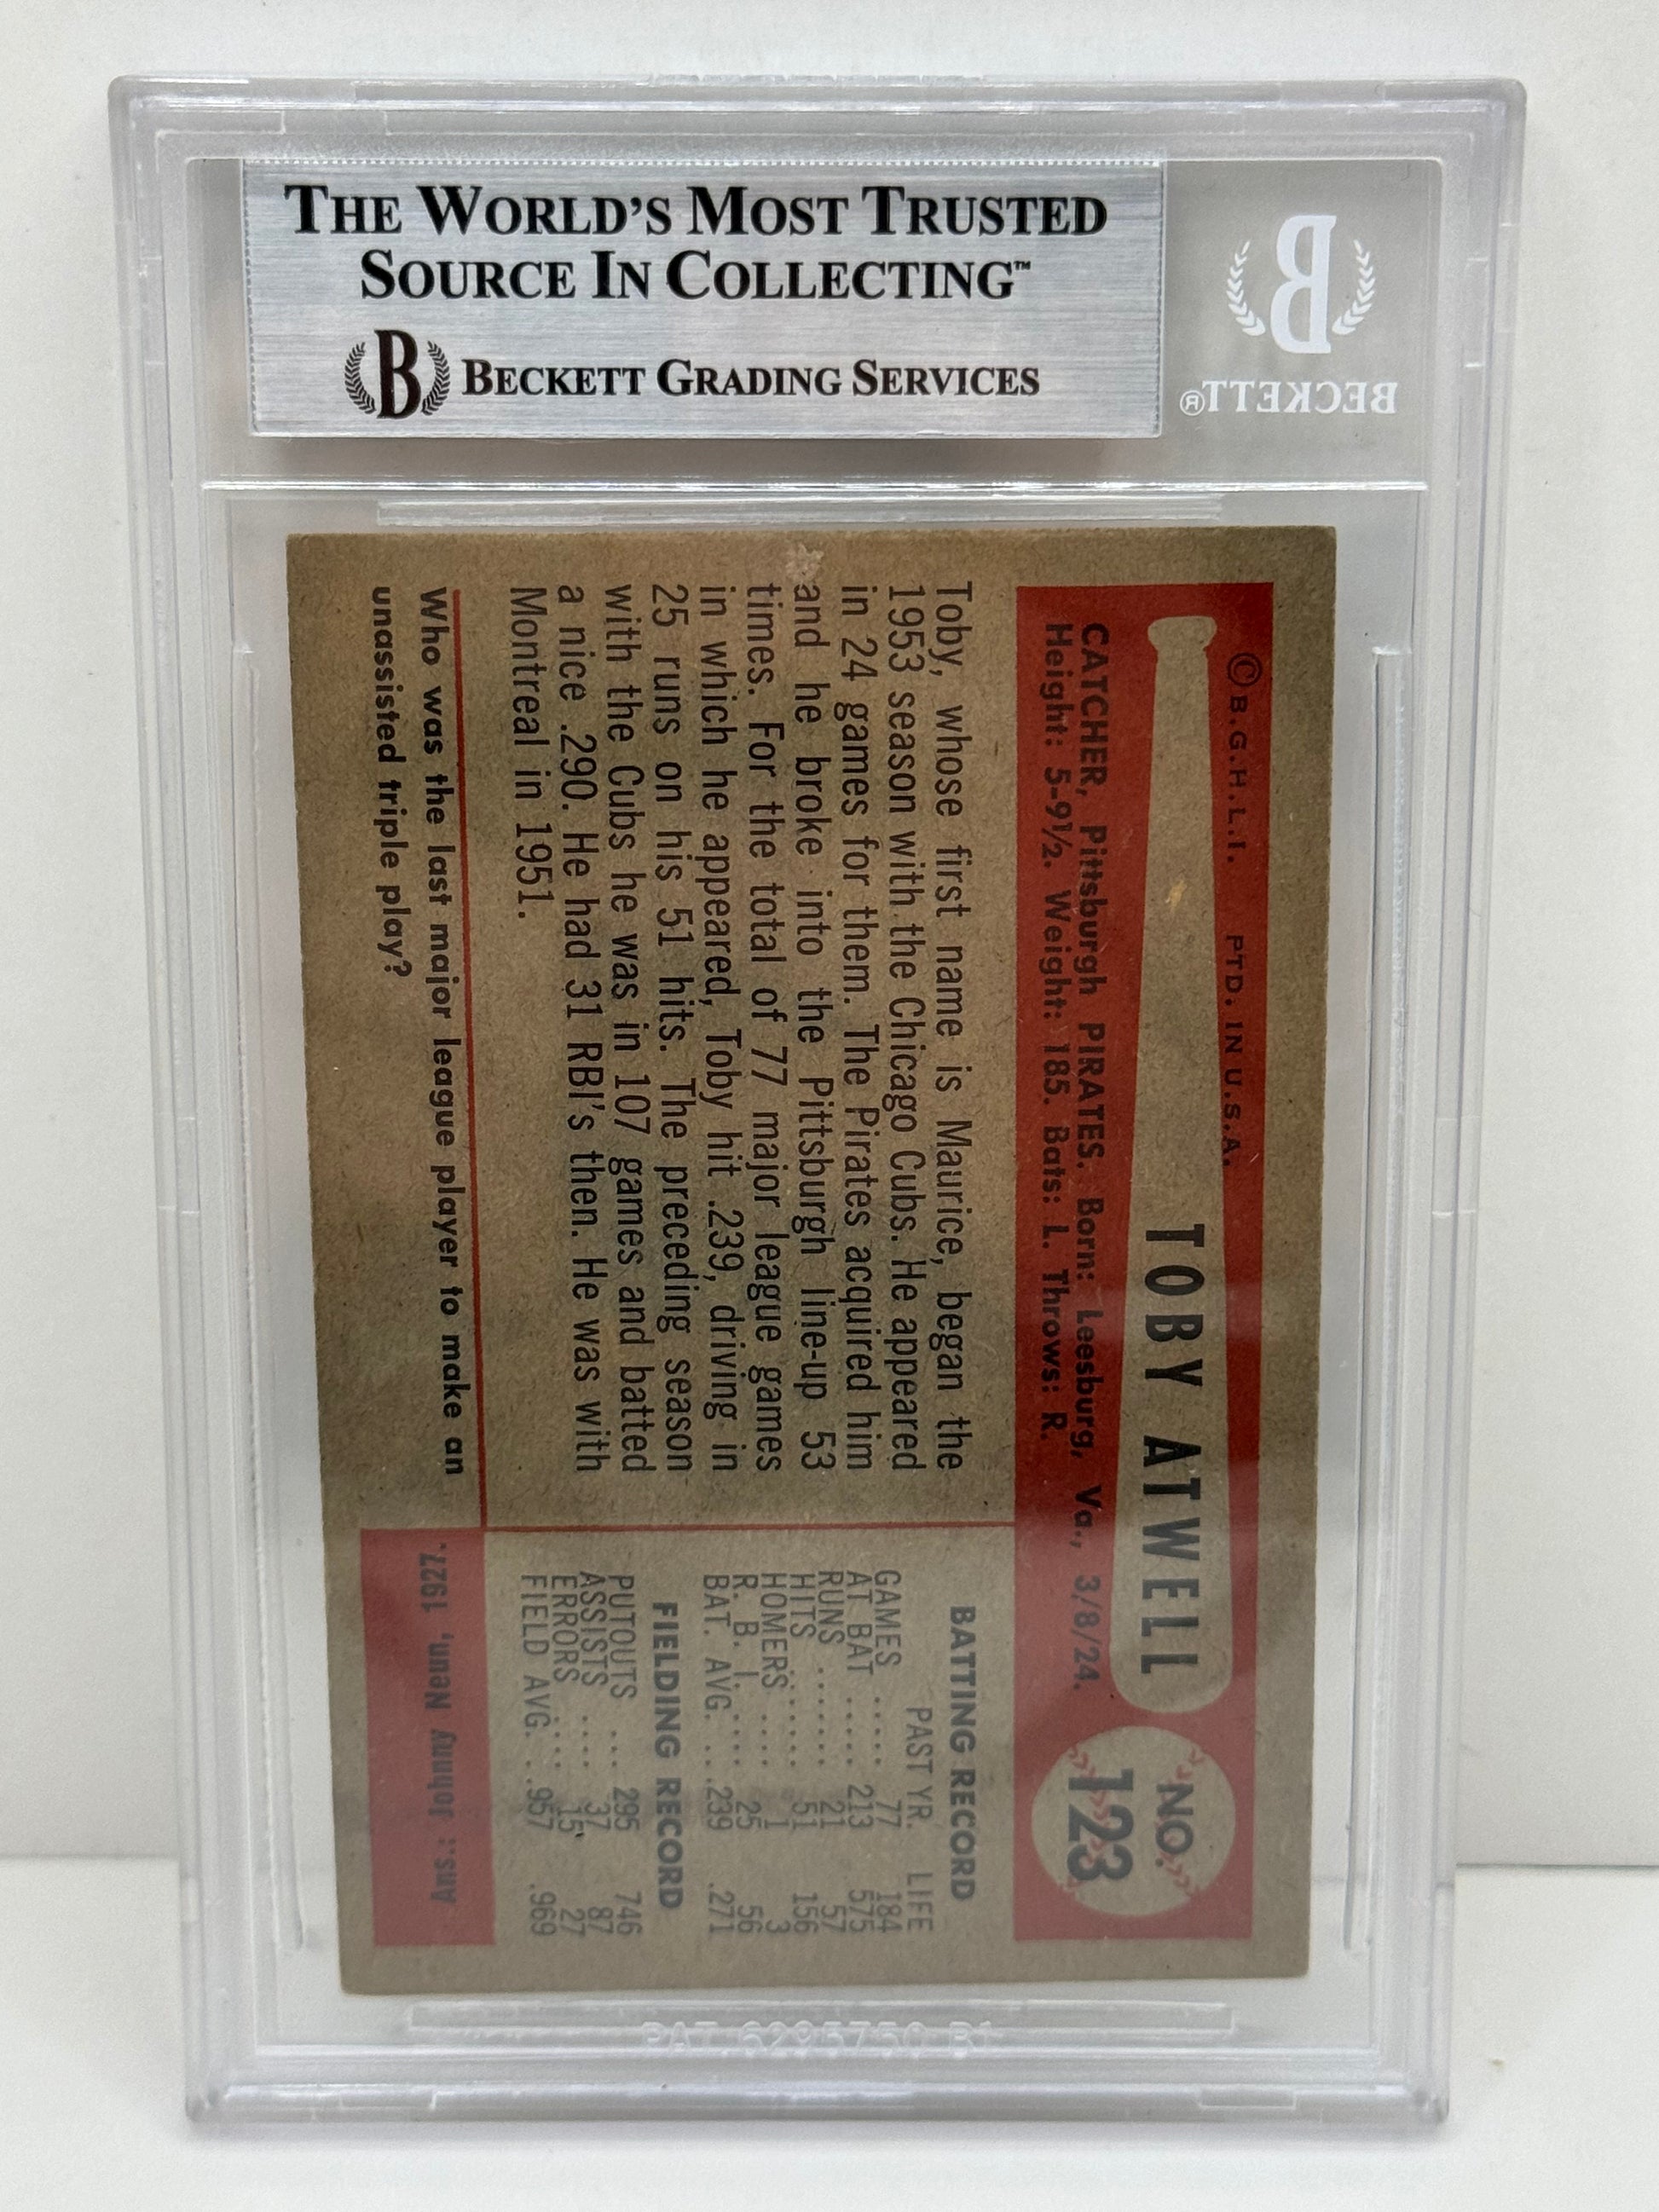 THE WORLD'S MOST TRUSTED
SOURCE IN COLLECTING™
B BECKETT GRADING SERVICES
B
BECKETT®
© B.G.H.L.I. PTD. IN U.S.A.
TOBY ATWELL
NO.
123
CATCHER, Pittsburgh PIRATES. Born: Leesburg, Va., 3/8/24.
Height: 5-9½. Weight: 185. Bats: L. Throws: R.
Toby, whose first name is Maurice, began the
1953 season with the Chicago Cubs. He appeared
in 24 games for them. The Pirates acquired him
and he broke into the Pittsburgh line-up 53
times. For the total of 77 major league games
in which he appeared, Toby hit .239, driving in
25 runs on his 51 hits. The preceding season
with the Cubs he was in 107 games and batted
a nice .290. He had 31 RBI's then. He was with
Montreal in 1951.
BATTING RECORD
PAST YR. LIFE
GAMES ..... 77 184
AT BAT ..... 213 575
RUNS ....... 21 57
HITS ....... 51 156
HOMERS ..... 1 3
R. B. I. .... 25 56
BAT. AVG. .. .239 .271
FIELDING RECORD
PUTOUTS ... 295 746
ASSISTS .... 37 87
ERRORS .... 15 27
FIELD AVG. .. .957 .969
Who was the last major league player to make an
unassisted triple play?
Ans.: Johnny Neun, 1927.
PAT. 6295750 B1